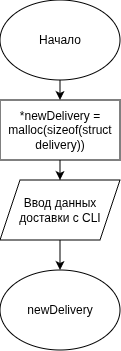 Начало
*newDelivery =
malloc(sizeof(struct
delivery))
Ввод данных
доставки с CLI
newDelivery